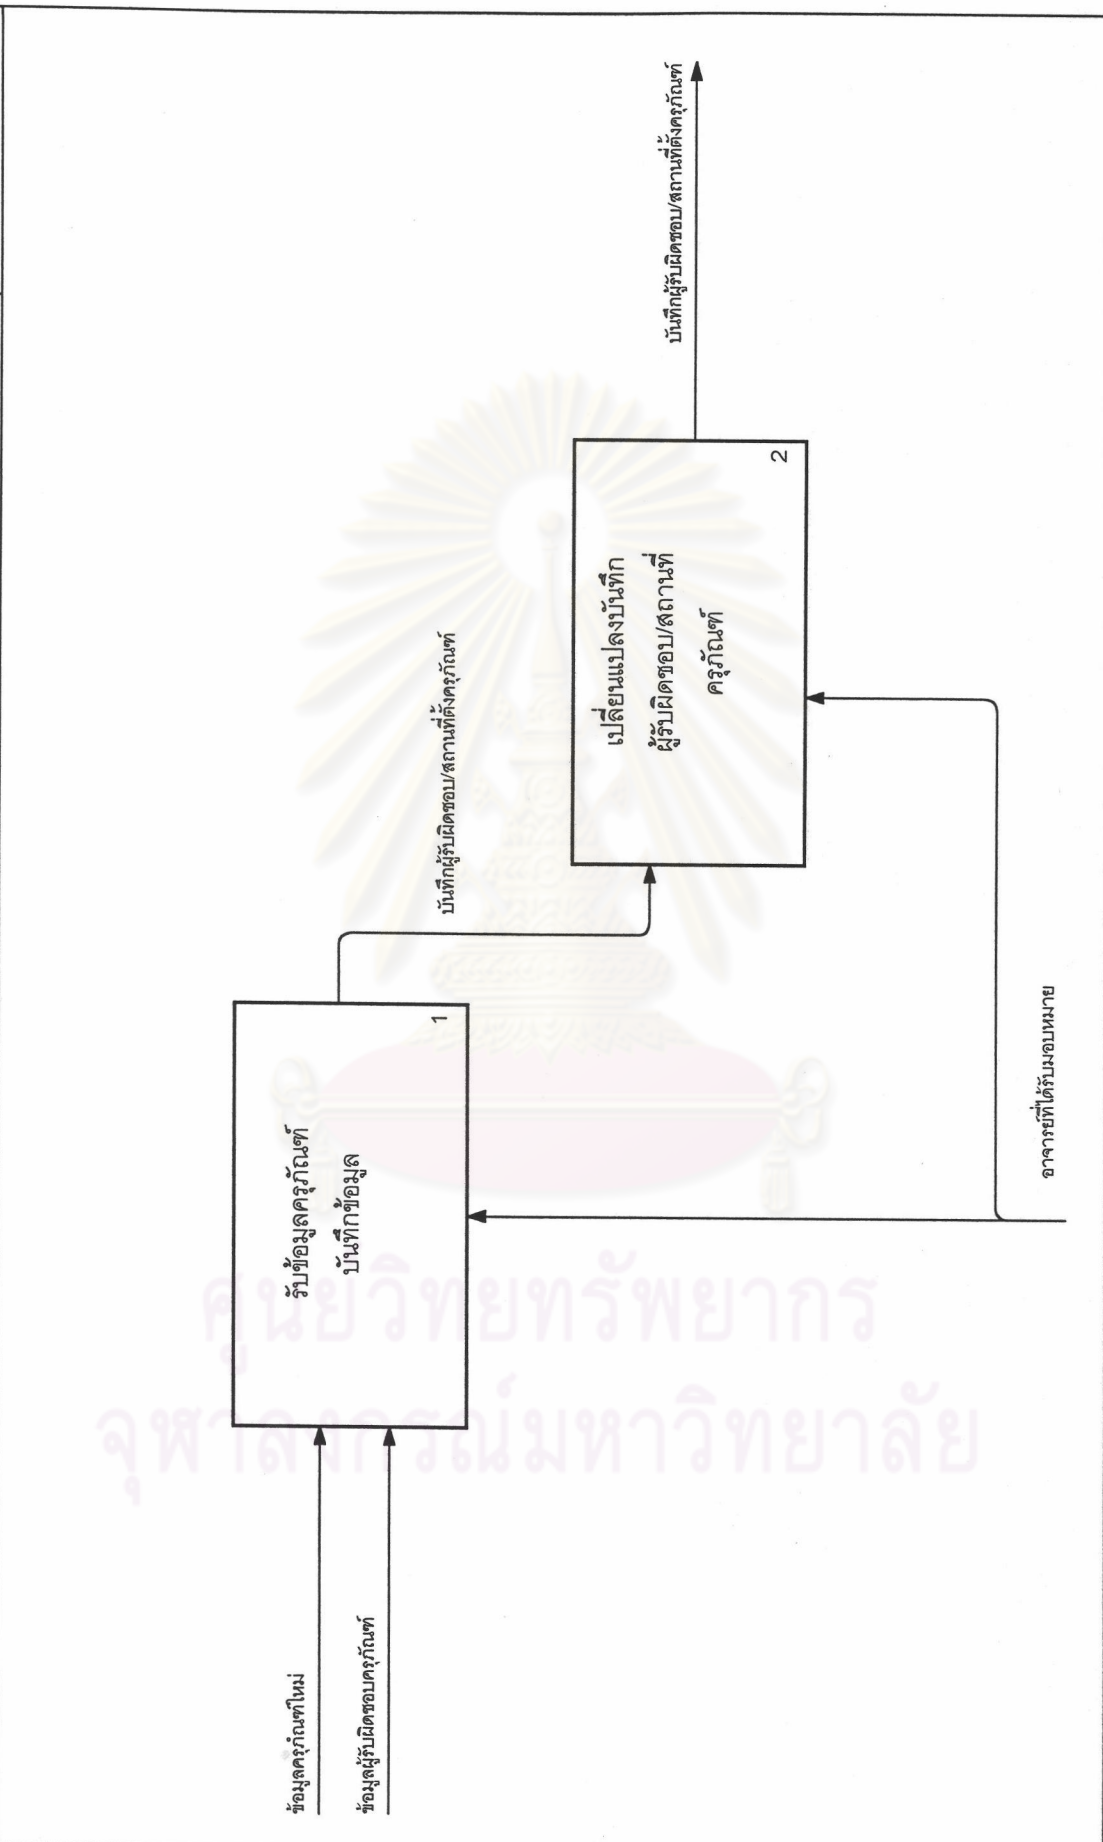 ข้อมูลครุภัณฑ์ใหม่
ข้อมูลผู้รับผิดชอบครุภัณฑ์
รับข้อมูลครุภัณฑ์
บันทึกข้อมูล
1
บันทึกผู้รับผิดชอบ/สถานที่ตั้งครุภัณฑ์
เปลี่ยนแปลงบันทึก
ผู้รับผิดชอบ/สถานที่
ครุภัณฑ์
2
บันทึกผู้รับผิดชอบ/สถานที่ตั้งครุภัณฑ์
อาจารย์ที่ได้รับมอบหมาย
ศูนย์วิทยทรัพยากร
จุฬาลงกรณ์มหาวิทยาลัย